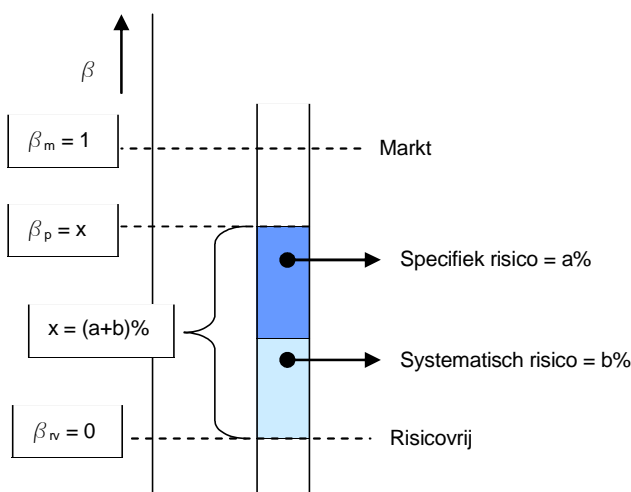 β
βm = 1
Markt
βp = x
Specifiek risico = a%
x = (a+b)%
Systematisch risico = b%
βrv = 0
Risicovrij